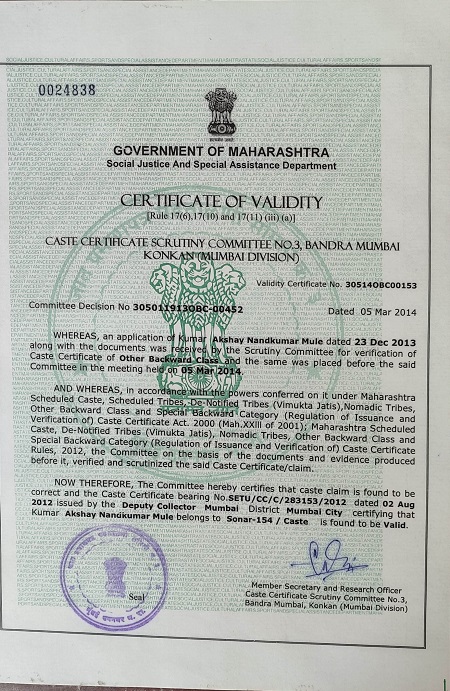 0024838
GOVERNMENT OF MAHARASHTRA
Social Justice And Special Assistance Department
CERTIFICATE OF VALIDITY
[Rule 17(6),17(10) and 17(11) (iii) (a)]
CASTE CERTIFICATE SCRUTINY COMMITTEE NO.3, BANDRA MUMBAI
KONKAN (MUMBAI DIVISION)
Validity Certificate No. 30514OBC00153
Committee Decision No 305011913OBC-00452
Dated 05 Mar 2014
WHEREAS, an application of Kumar Akshay Nandkumar Mule dated 23 Dec 2013
along with the documents was received by the Scrutiny Committee for verification of
Caste Certificate of Other Backward Class and the same was placed before the said
Committee in the meeting held on 05 Mar 2014.
AND WHEREAS, in accordance with the powers conferred on it under Maharashtra
Scheduled Caste, Scheduled Tribes, De-Notified Tribes (Vimukta Jatis),Nomadic Tribes,
Other Backward Class and Special Backward Category (Regulation of Issuance and
Verification of) Caste Certificate Act. 2000 (Mah.XXIII of 2001); Maharashtra Scheduled
Caste, De-Notified Tribes (Vimukta Jatis), Nomadic Tribes, Other Backward Class and
Special Backward Category (Regulation of Issuance and Verification of) Caste Certificate
Rules, 2012, the Committee on the basis of the documents and evidence produced
before it, verified and scrutinized the said Caste Certificate/claim.
NOW THEREFORE, The Committee hereby certifies that caste claim is found to be
correct and the Caste Certificate bearing No.SETU/CC/C/283153/2012 dated 02 Aug
2012 issued by the Deputy Collector Mumbai District Mumbai City certifying that
Kumar Akshay Nandkumar Mule belongs to Sonar-154 / Caste is found to be Valid.
Seal
Member Secretary and Research Officer
Caste Certificate Scrutiny Committee No.3,
Bandra Mumbai, Konkan (Mumbai Division)